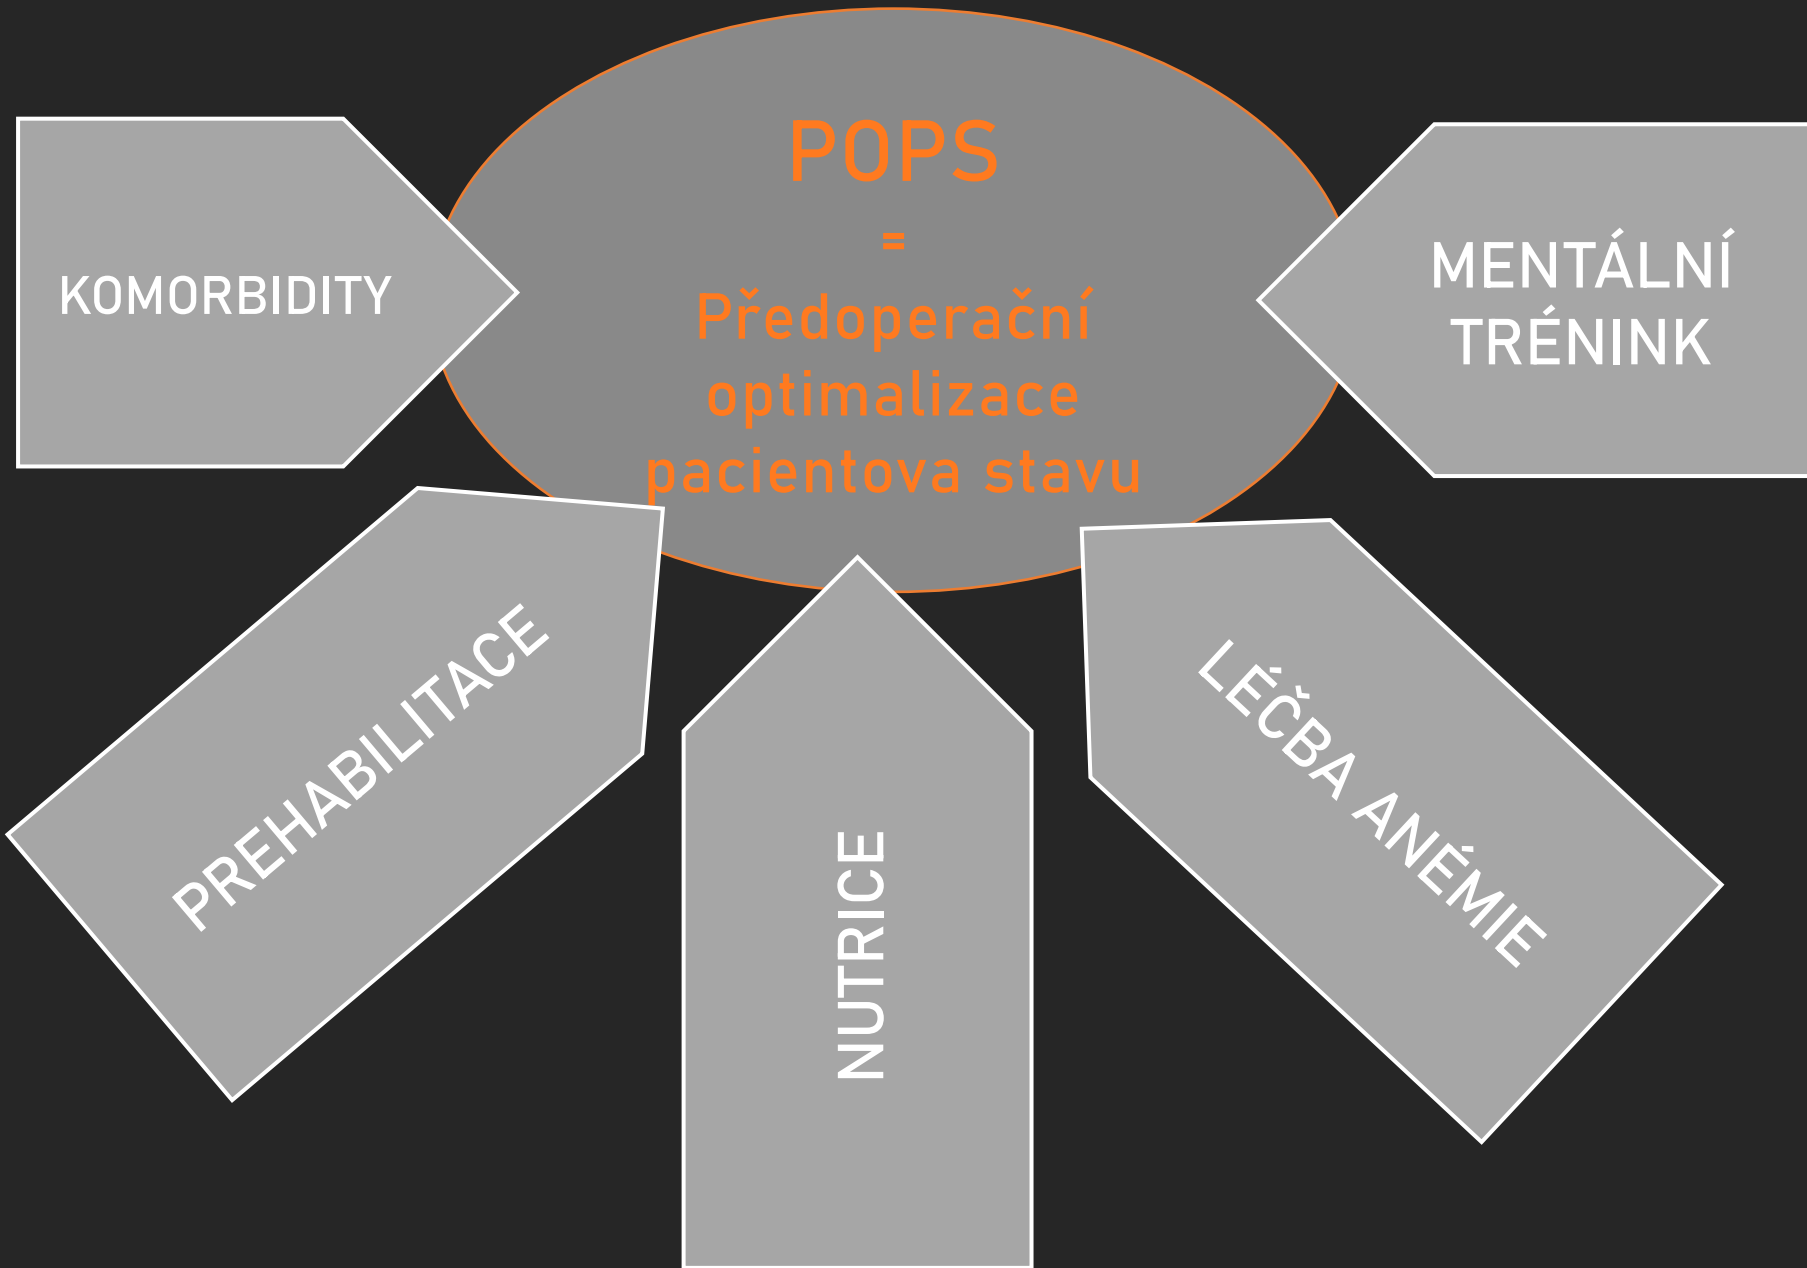 POPS
=
Předoperační
optimalizace
pacientova stavu
KOMORBIDITY
MENTÁLNÍ
TRÉNINK
PREHABILITACE
NUTRICE
LÉČBA ANÉMIE